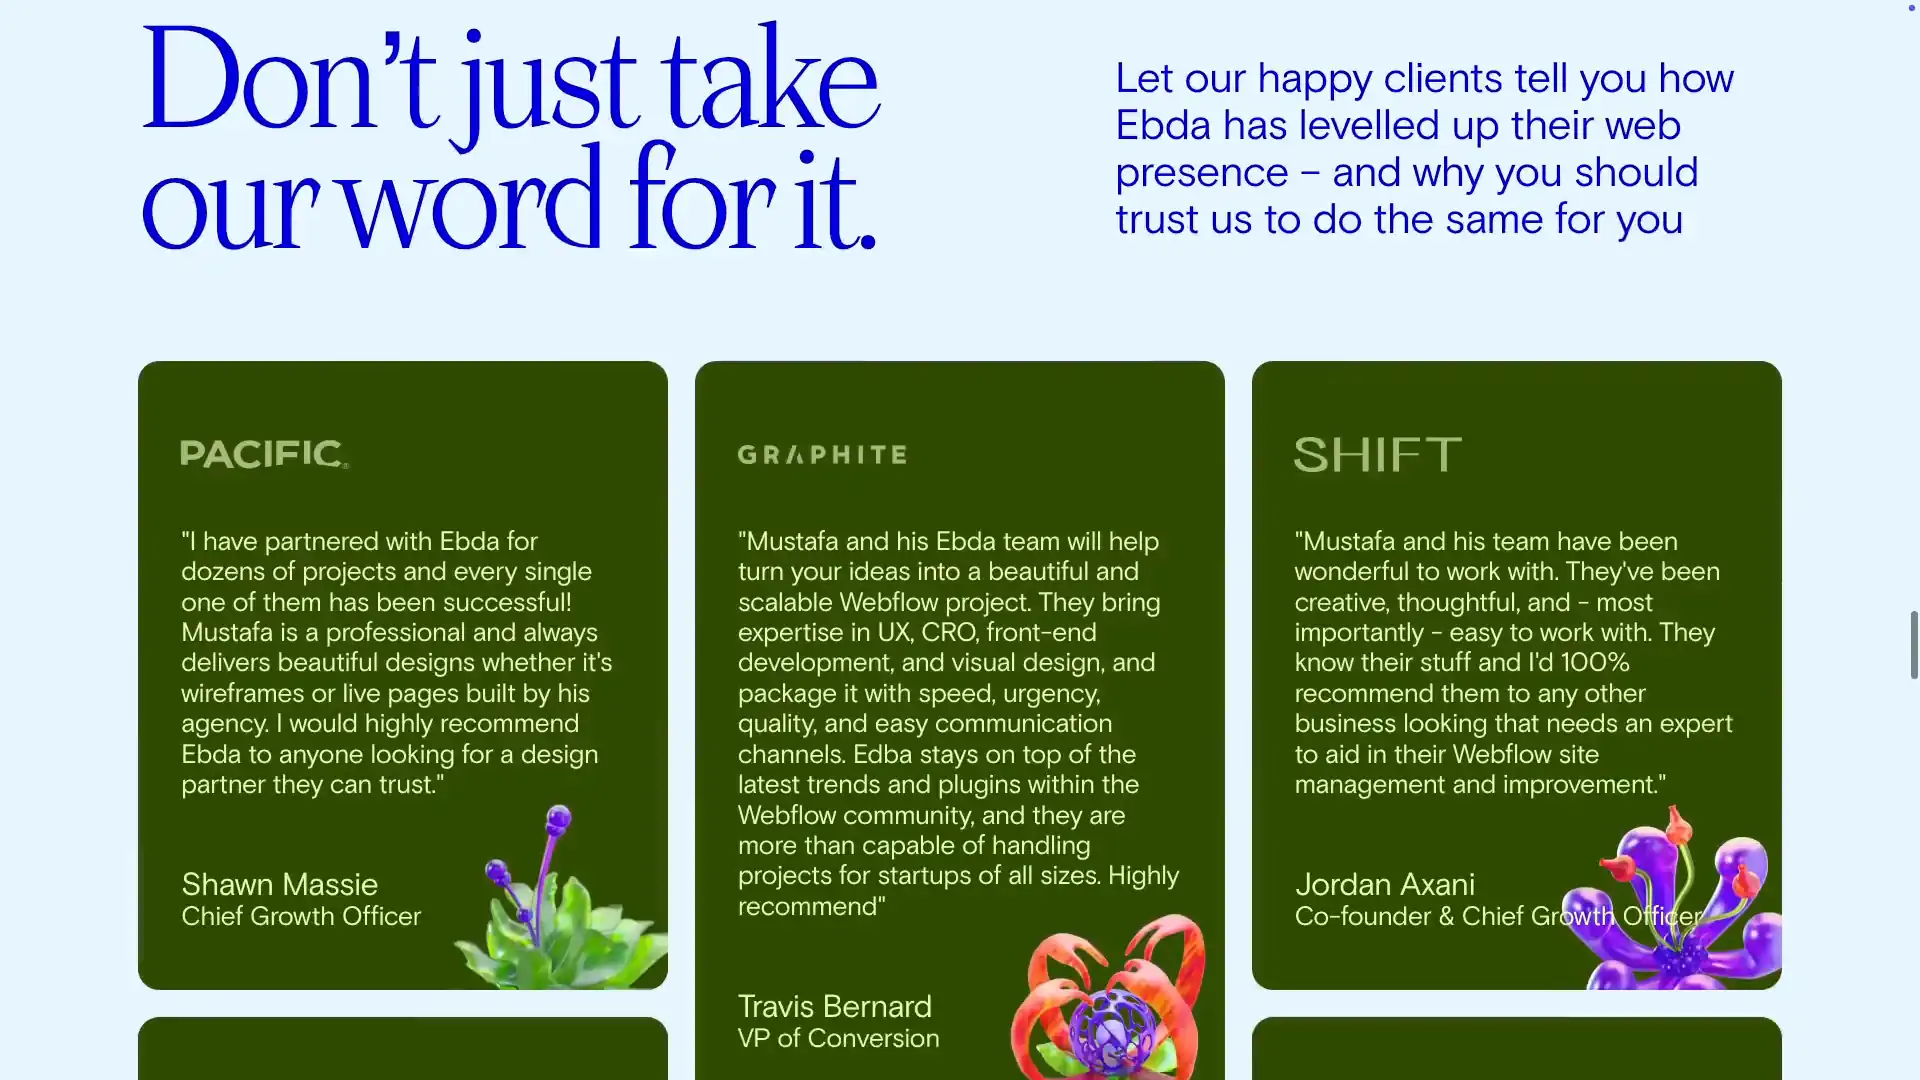 Don’t just take
our word for it.
Let our happy clients tell you how
Ebda has levelled up their web
presence – and why you should
trust us to do the same for you
PACIFIC®
"I have partnered with Ebda for
dozens of projects and every single
one of them has been successful!
Mustafa is a professional and always
delivers beautiful designs whether it's
wireframes or live pages built by his
agency. I would highly recommend
Ebda to anyone looking for a design
partner they can trust."
Shawn Massie
Chief Growth Officer
GRAPHITE
"Mustafa and his Ebda team will help
turn your ideas into a beautiful and
scalable Webflow project. They bring
expertise in UX, CRO, front-end
development, and visual design, and
package it with speed, urgency,
quality, and easy communication
channels. Edba stays on top of the
latest trends and plugins within the
Webflow community, and they are
more than capable of handling
projects for startups of all sizes. Highly
recommend"
Travis Bernard
VP of Conversion
SHIFT
"Mustafa and his team have been
wonderful to work with. They've been
creative, thoughtful, and - most
importantly - easy to work with. They
know their stuff and I'd 100%
recommend them to any other
business looking that needs an expert
to aid in their Webflow site
management and improvement."
Jordan Axani
Co-founder & Chief Growth Officer